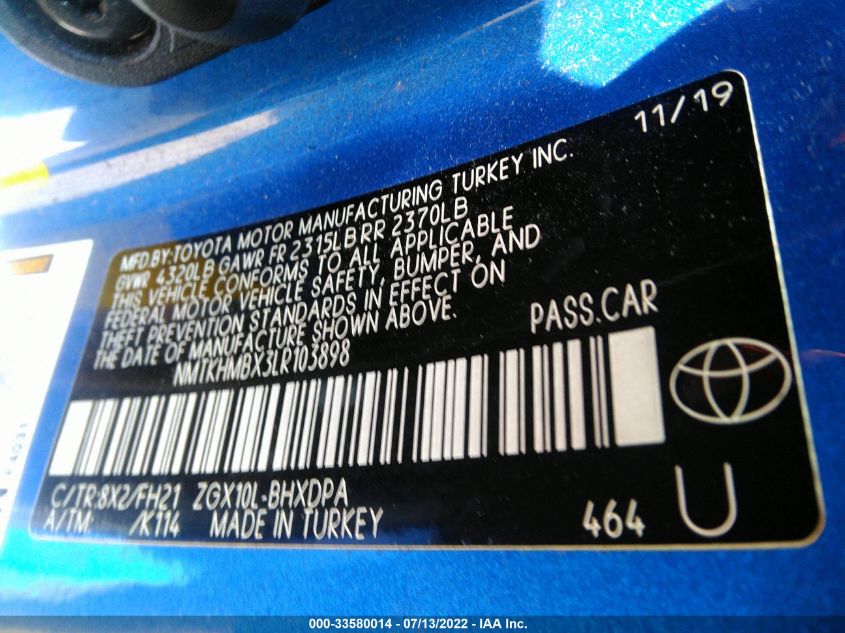 11/19
MFD BY:TOYOTA MOTOR MANUFACTURING TURKEY INC.
GVWR 4320LB GAWR FR 2315LB RR 2370LB
THIS VEHICLE CONFORMS TO ALL APPLICABLE
FEDERAL MOTOR VEHICLE SAFETY, BUMPER, AND
THEFT PREVENTION STANDARDS IN EFFECT ON
THE DATE OF MANUFACTURE SHOWN ABOVE.
PASS.CAR
NMTKHMBX3LR103898
C/TR:8X2/FH21 ZGX10L-BHXDPA
A/TM: /K114 MADE IN TURKEY
464 U
F4031
000-33580014 - 07/13/2022 - IAA Inc.